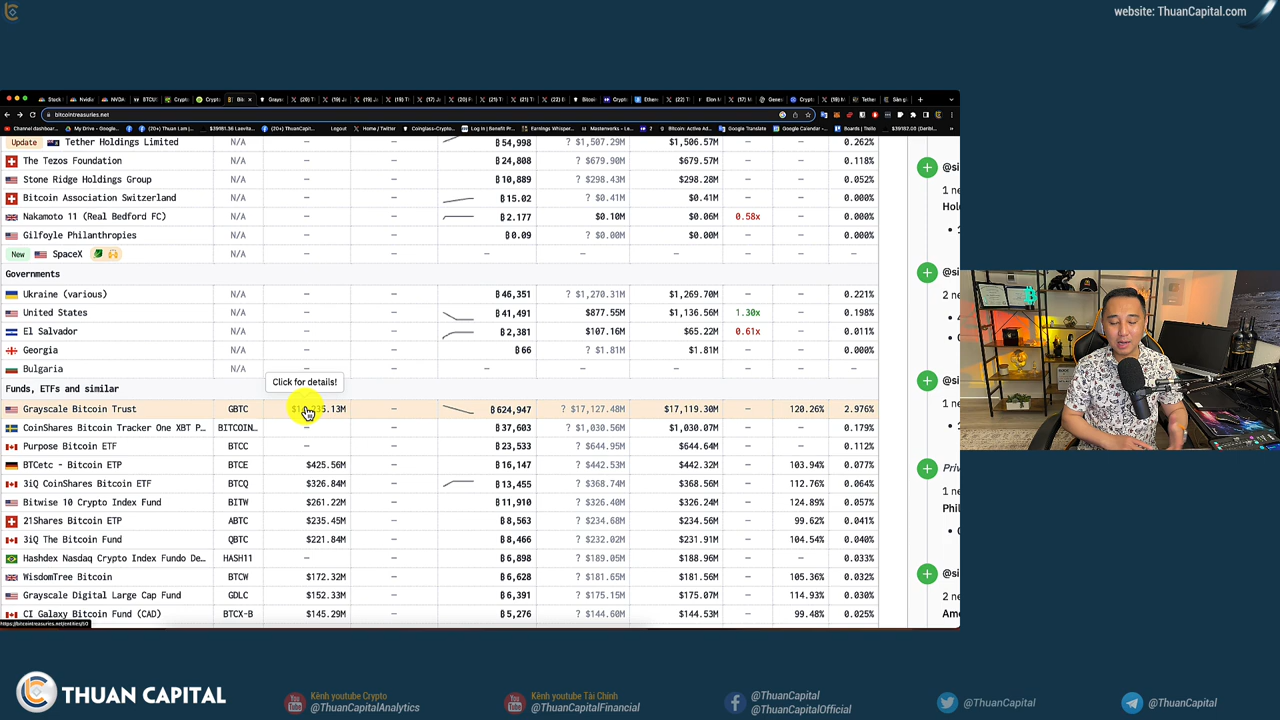 website: ThuanCapital.com
bitcointreasuries.net
Update Tether Holdings Limited N/A – – ₿54,998 ? $1,507.29M $1,506.57M – – 0.262%
The Tezos Foundation N/A – – ₿24,808 ? $679.90M $679.57M – – 0.118%
Stone Ridge Holdings Group N/A – – ₿10,889 ? $298.43M $298.28M – – 0.052%
Bitcoin Association Switzerland N/A – – ₿15.02 ? $0.41M $0.41M – – 0.000%
Nakamoto 11 (Real Bedford FC) N/A – – ₿2.177 $0.10M $0.06M 0.58x – 0.000%
Gilfoyle Philanthropies N/A – – ₿0.09 ? $0.00M $0.00M – – 0.000%
New SpaceX N/A – – – – – – – –
Governments
Ukraine (various) N/A – – ₿46,351 ? $1,270.31M $1,269.70M – – 0.221%
United States N/A – – ₿41,491 $877.55M $1,136.56M 1.30x – 0.198%
El Salvador N/A – – ₿2,381 $107.16M $65.22M 0.61x – 0.011%
Georgia N/A – – ₿66 ? $1.81M $1.81M – – 0.000%
Bulgaria N/A – – – – – – – –
Click for details!
Funds, ETFs and similar
Grayscale Bitcoin Trust GBTC – ₿624,947 ? $17,127.48M $17,119.30M – 120.26% 2.976%
CoinShares Bitcoin Tracker One XBT P... BITCOIN... – – ₿37,603 ? $1,030.56M $1,030.07M – – 0.179%
Purpose Bitcoin ETF BTCC – – ₿23,533 ? $644.95M $644.64M – – 0.112%
BTCetc - Bitcoin ETP BTCE $425.56M – ₿16,147 ? $442.53M $442.32M – 103.94% 0.077%
3iQ CoinShares Bitcoin ETF BTCQ $326.84M – ₿13,455 ? $368.74M $368.56M – 112.76% 0.064%
Bitwise 10 Crypto Index Fund BITW $261.22M – ₿11,910 ? $326.40M $326.24M – 124.89% 0.057%
21Shares Bitcoin ETP ABTC $235.45M – ₿8,563 ? $234.68M $234.56M – 99.62% 0.041%
3iQ The Bitcoin Fund QBTC $221.84M – ₿8,466 ? $232.02M $231.91M – 104.54% 0.040%
Hashdex Nasdaq Crypto Index Fundo De... HASH11 – – ₿6,898 ? $189.05M $188.96M – – 0.033%
WisdomTree Bitcoin BTCW $172.32M – ₿6,628 ? $181.65M $181.56M – 105.36% 0.032%
Grayscale Digital Large Cap Fund GDLC $152.33M – ₿6,391 ? $175.15M $175.07M – 114.93% 0.030%
CI Galaxy Bitcoin Fund (CAD) BTCX-B $145.29M – ₿5,276 ? $144.60M $144.53M – 99.48% 0.025%
THUAN CAPITAL
Kênh youtube Crypto
@ThuanCapitalAnalytics
Kênh youtube Tài Chính
@ThuanCapitalFinancial
@ThuanCapital
@ThuanCapitalOfficial
@ThuanCapital
@ThuanCapital